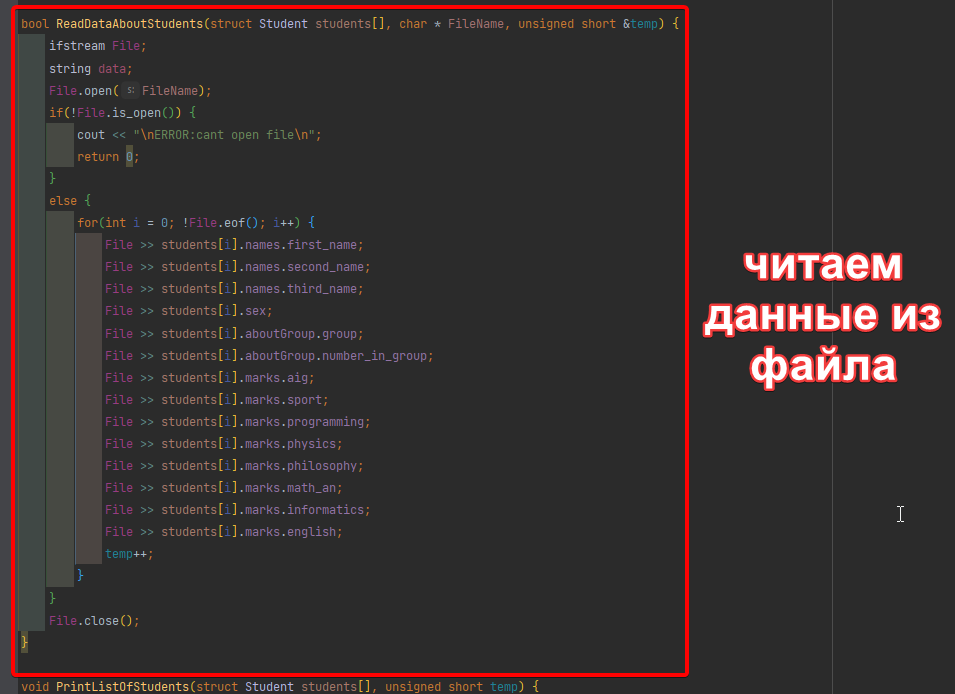 bool ReadDataAboutStudents(struct Student students[], char * FileName, unsigned short &temp) {
ifstream File;
string data;
File.open( s: FileName);
if(!File.is_open()) {
cout << "\nERROR:cant open file\n";
return 0;
}
else {
for(int i = 0; !File.eof(); i++) {
File >> students[i].names.first_name;
File >> students[i].names.second_name;
File >> students[i].names.third_name;
File >> students[i].sex;
File >> students[i].aboutGroup.group;
File >> students[i].aboutGroup.number_in_group;
File >> students[i].marks.aig;
File >> students[i].marks.sport;
File >> students[i].marks.programming;
File >> students[i].marks.physics;
File >> students[i].marks.philosophy;
File >> students[i].marks.math_an;
File >> students[i].marks.informatics;
File >> students[i].marks.english;
temp++;
}
}
File.close();
}
void PrintListOfStudents(struct Student students[], unsigned short temp) {
читаем
данные из
файла